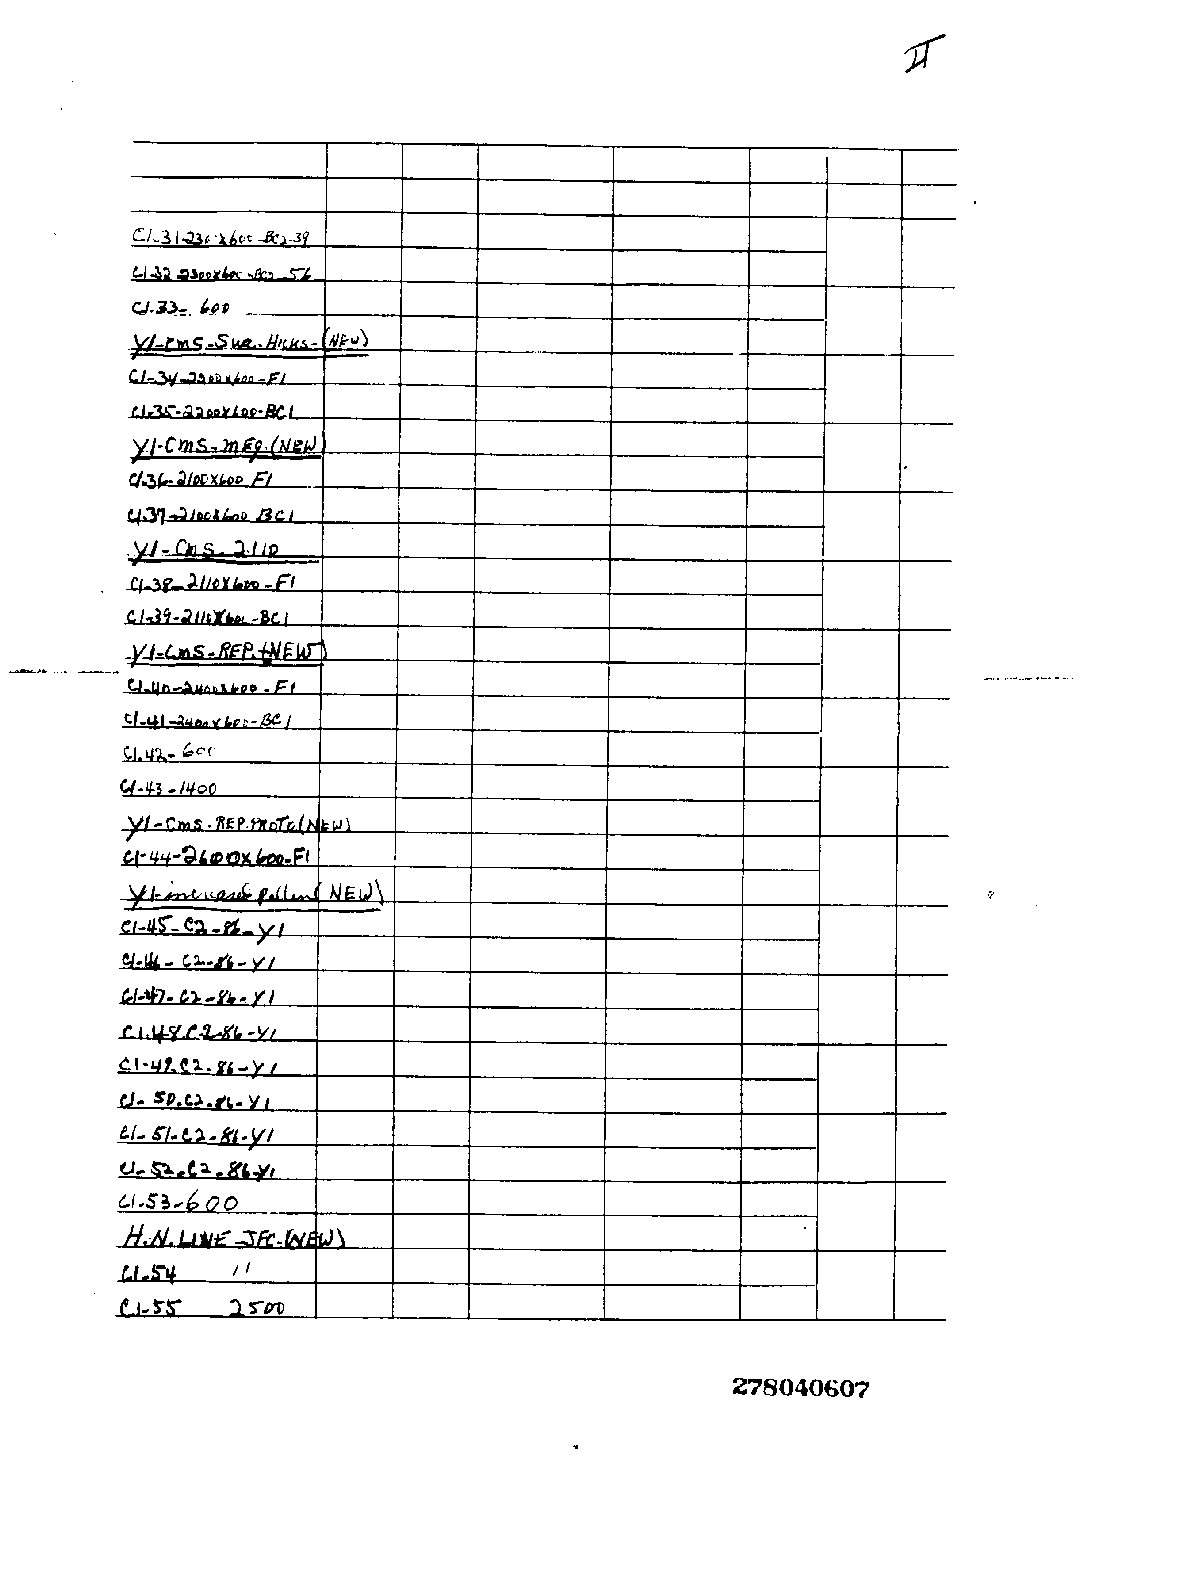 II
C1-31-2300x600-BC2-39
C1-32-2300x600-BC2-56
C1-33-600
Y1-CMS-Hicks-(NEW)
C1-34-2300x600-F1
C1-35-2200x600-BC1
Y1-CMS-MEQ.(NEW)
C1-36-2100x600 F1
C1-37-2100x600 BC1
Y1-CMS-2110
C1-38-2110x600-F1
C1-39-2110x600-BC1
Y1-CMS-REP.(NEW)
C1-40-2400x600-F1
C1-41-2400x600-BC1
C1-42-600
C1-43-1400
Y1-CMS-REP.PROTO(NEW)
C1-44-2600x600-F1
Y1-increased pollen(NEW)
C1-45-C2-86-Y1
C1-46-C2-86-Y1
C1-47-C2-86-Y1
C1-48-C2-86-Y1
C1-49-C2-86-Y1
C1-50-C2-86-Y1
C1-51-C2-86-Y1
C1-52-C2-86-Y1
C1-53-600
H.N.LINE-JFC-(NEW)
C1-54 11
C1-55 2500
278040607